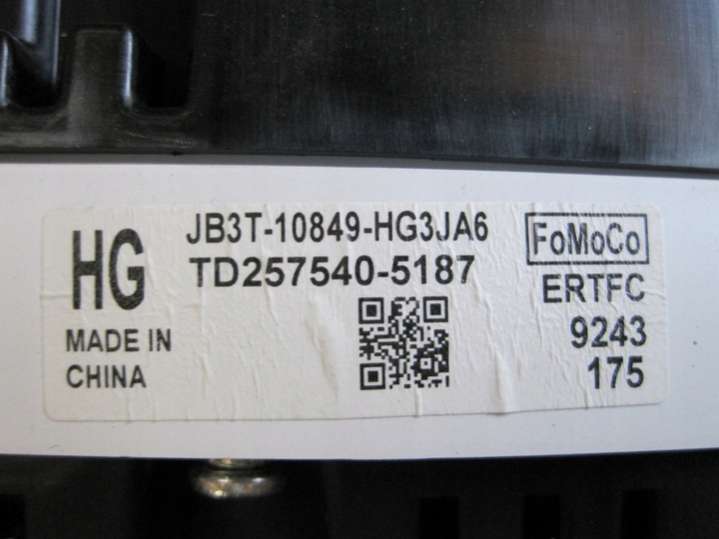 HG
MADE IN
CHINA
JB3T-10849-HG3JA6
TD257540-5187
FoMoCo
ERTFC
9243
175